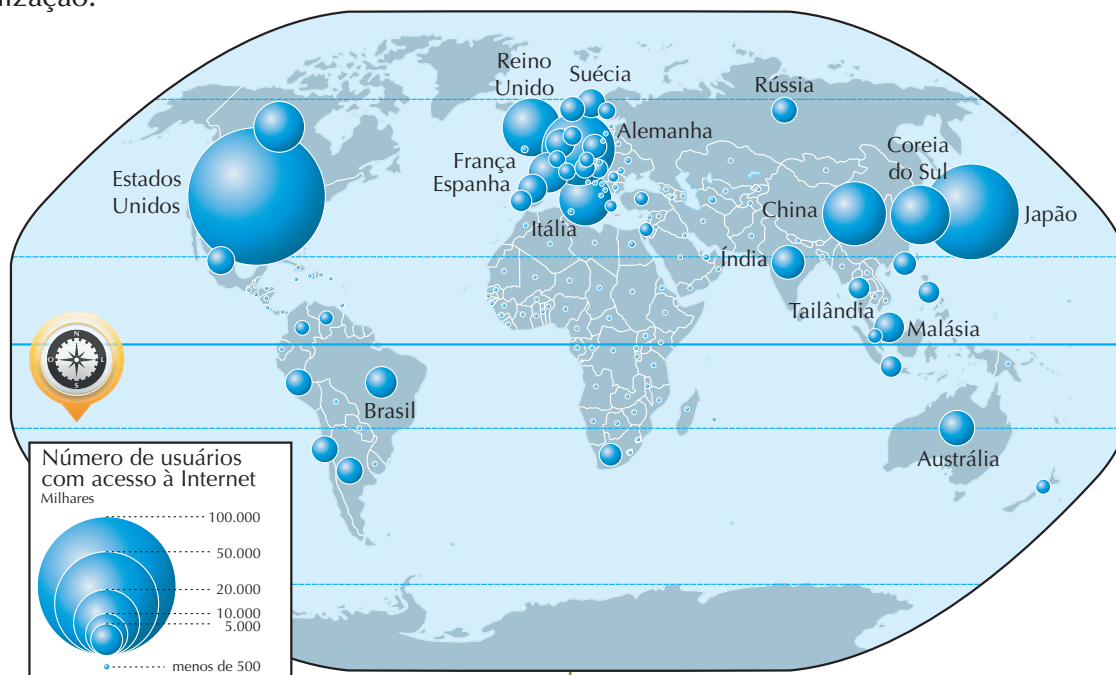 lização.
Reino
Unido
Suécia
Rússia
Alemanha
Coreia
do Sul
França
Espanha
Estados
Unidos
China
Japão
Itália
Índia
Tailândia
Malásia
N
O
L
S
Brasil
Austrália
Número de usuários
com acesso à Internet
Milhares
100.000
50.000
20.000
10.000
5.000
menos de 500